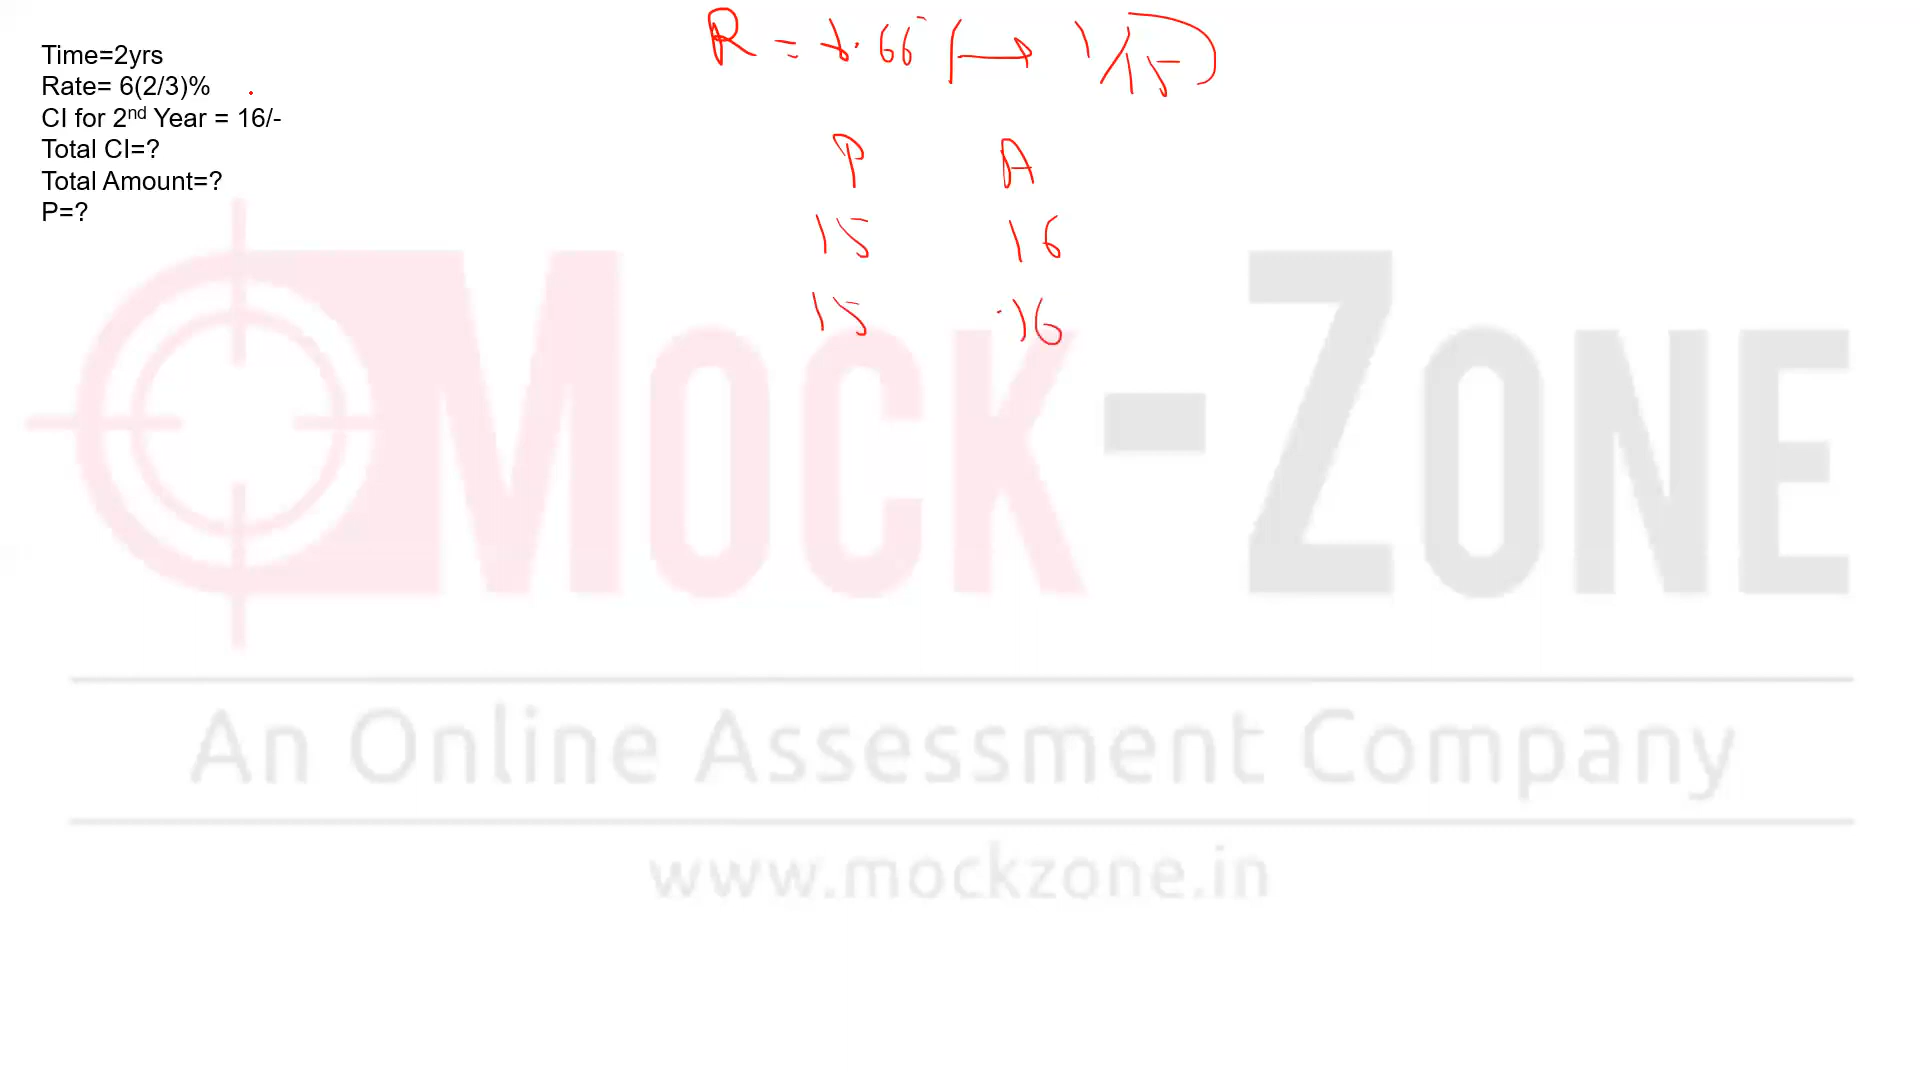 Time=2yrs
Rate= 6(2/3)%
CI for 2nd Year = 16/-
Total CI=?
Total Amount=?
P=?
R = 6.66 | → 1/15
P A
15 16
15 16
MOCK-ZONE
An Online Assessment Company
www.mockzone.in